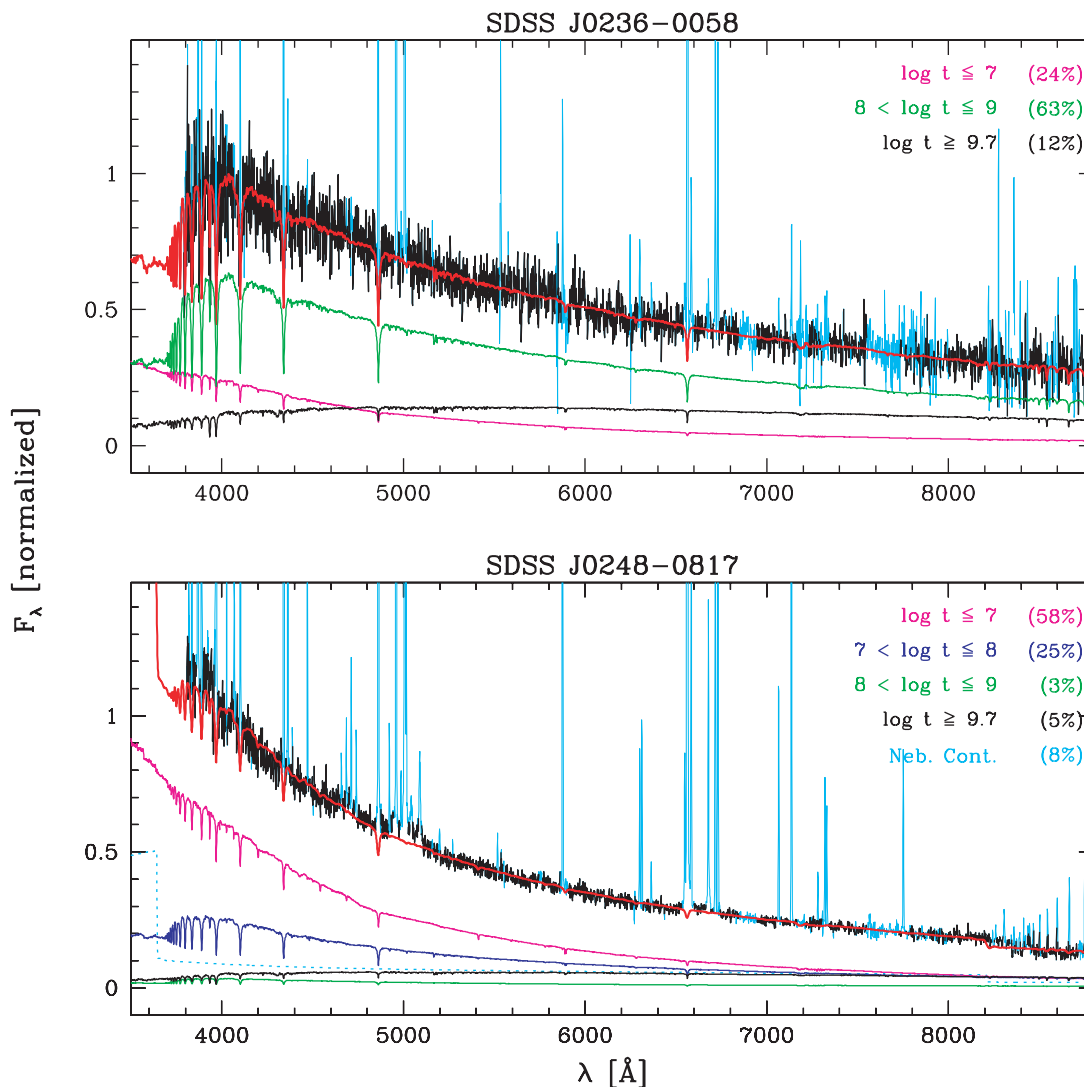 SDSS J0236−0058
log t ≦ 7 (24%)
8 < log t ≦ 9 (63%)
log t ≧ 9.7 (12%)
1
0.5
0
4000 5000 6000 7000 8000
F λ [normalized]
SDSS J0248−0817
log t ≦ 7 (58%)
7 < log t ≦ 8 (25%)
8 < log t ≦ 9 (3%)
log t ≧ 9.7 (5%)
Neb. Cont. (8%)
1
0.5
0
4000 5000 6000 7000 8000
λ [Å]